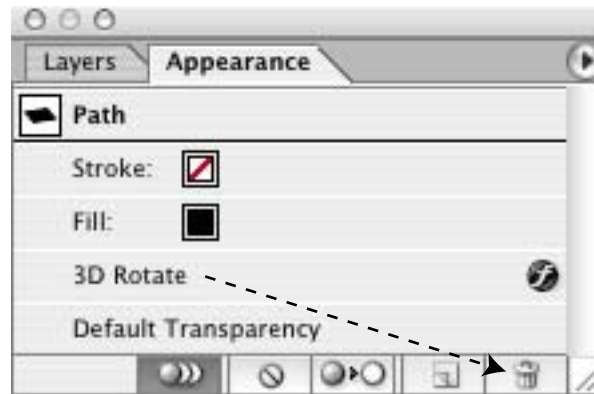 Layers Appearance
Path
Stroke:
Fill:
3D Rotate
Default Transparency